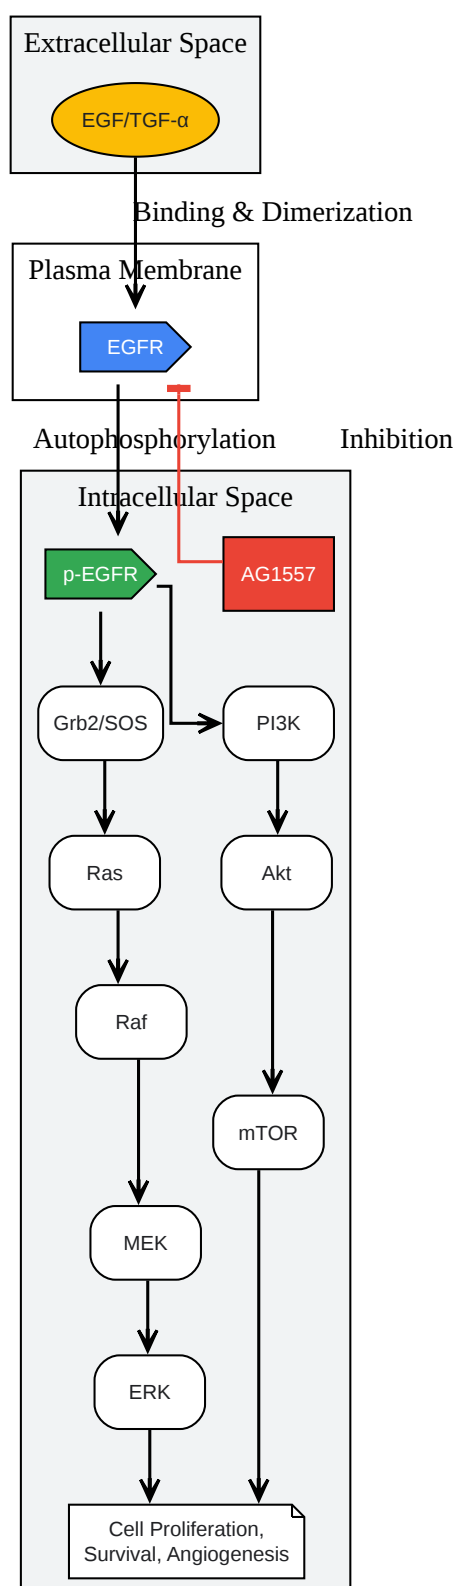 Extracellular Space
EGF/TGF-α
Binding & Dimerization
Plasma Membrane
EGFR
Autophosphorylation
Inhibition
Intracellular Space
p-EGFR
AG1557
Grb2/SOS
PI3K
Ras
Akt
Raf
mTOR
MEK
ERK
Cell Proliferation,
Survival, Angiogenesis